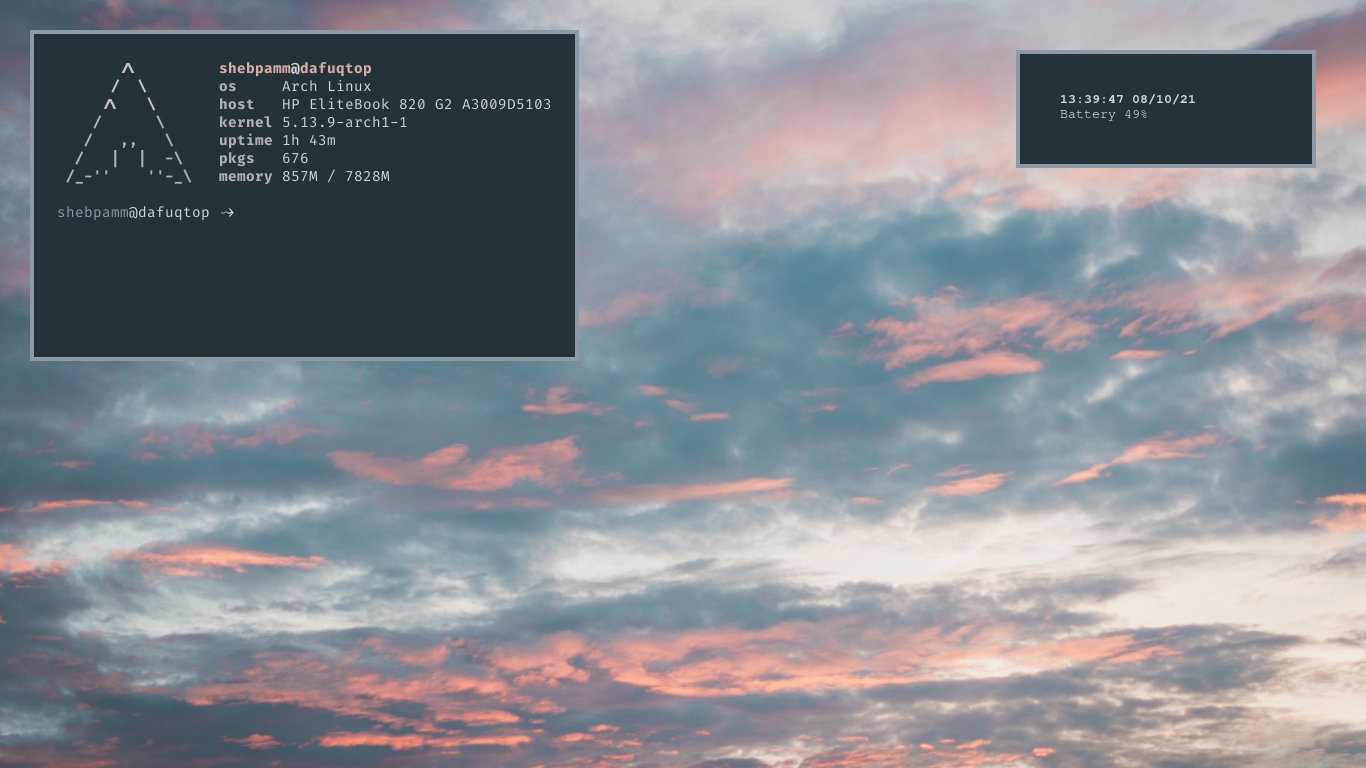 shebpamm@dafuqtop
os Arch Linux
host HP EliteBook 820 G2 A3009D5103
kernel 5.13.9-arch1-1
uptime 1h 43m
pkgs 676
memory 857M / 7828M
shebpamm@dafuqtop ⤳
13:39:47 08/10/21
Battery 49%